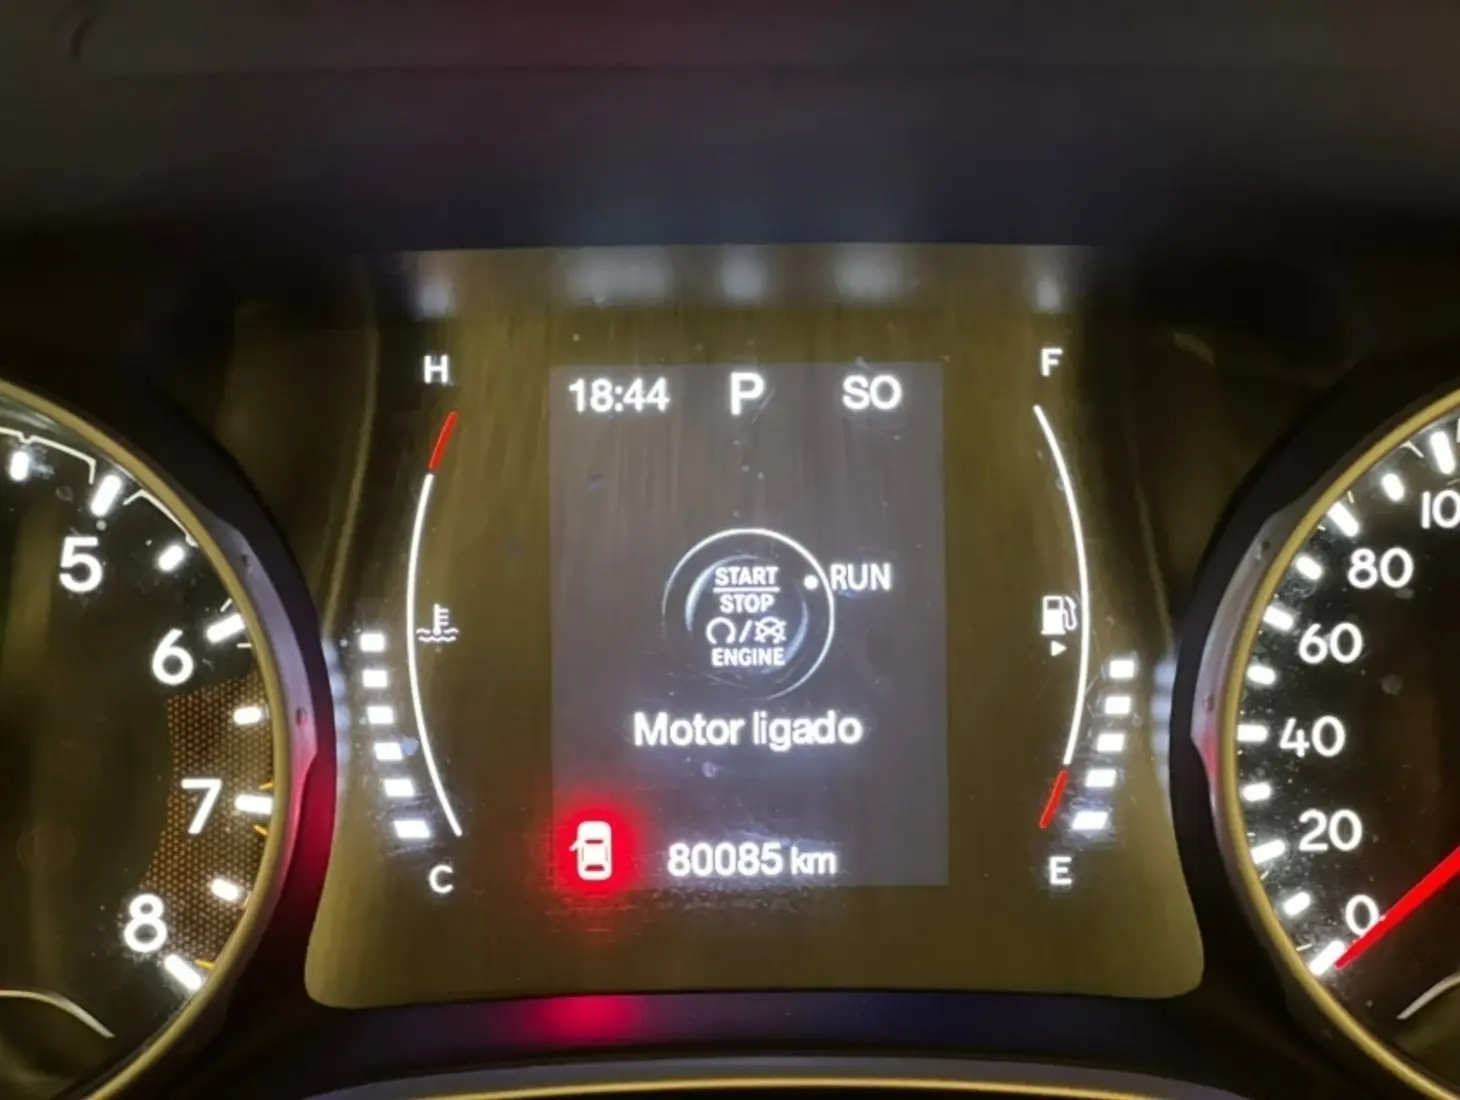 H
F
18:44 P SO
5
6
7
8
START
STOP
ENGINE
RUN
Motor ligado
80085 km
C
E
80
60
40
20
0